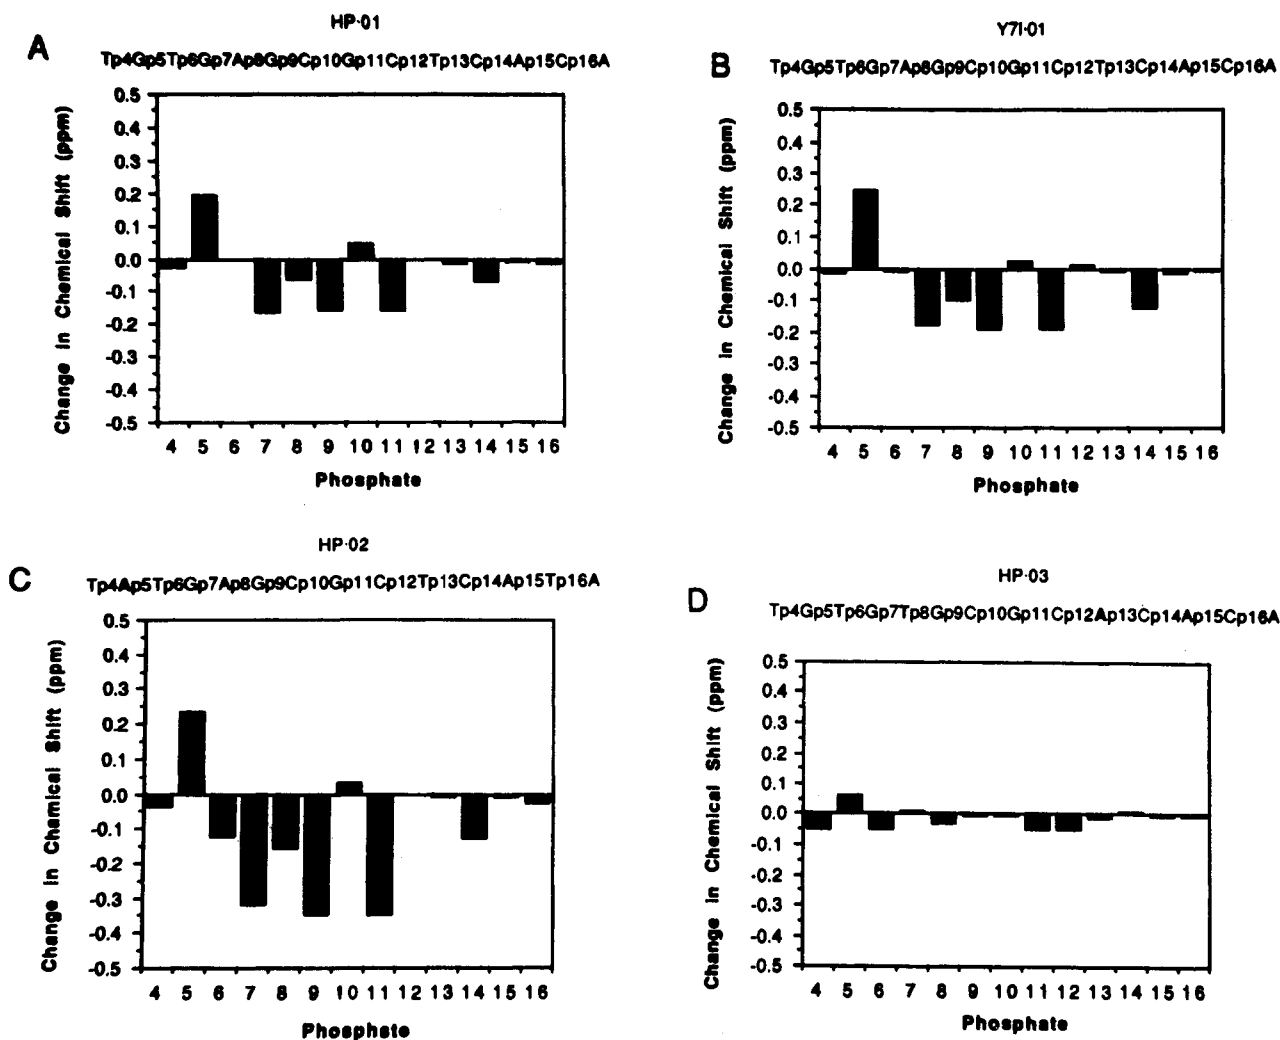 A
HP·01
Tp4Gp5Tp6Gp7Ap8Gp9Cp10Gp11Cp12Tp13Cp14Ap15Cp16A
Change in Chemical Shift (ppm)
0.5
0.4
0.3
0.2
0.1
0.0
-0.1
-0.2
-0.3
-0.4
-0.5
4 5 6 7 8 9 10 11 12 13 14 15 16
Phosphate
B
Y7I·01
Tp4Gp5Tp6Gp7Ap8Gp9Cp10Gp11Cp12Tp13Cp14Ap15Cp16A
Change in Chemical Shift (ppm)
0.5
0.4
0.3
0.2
0.1
0.0
-0.1
-0.2
-0.3
-0.4
-0.5
4 5 6 7 8 9 10 11 12 13 14 15 16
Phosphate
C
HP·02
Tp4Ap5Tp6Gp7Ap8Gp9Cp10Gp11Cp12Tp13Cp14Ap15Tp16A
Change in Chemical Shift (ppm)
0.5
0.4
0.3
0.2
0.1
0.0
-0.1
-0.2
-0.3
-0.4
-0.5
4 5 6 7 8 9 10 11 12 13 14 15 16
Phosphate
D
HP·03
Tp4Gp5Tp6Gp7Tp8Gp9Cp10Gp11Cp12Ap13Cp14Ap15Cp16A
Change in Chemical Shift (ppm)
0.5
0.4
0.3
0.2
0.1
0.0
-0.1
-0.2
-0.3
-0.4
-0.5
4 5 6 7 8 9 10 11 12 13 14 15 16
Phosphate